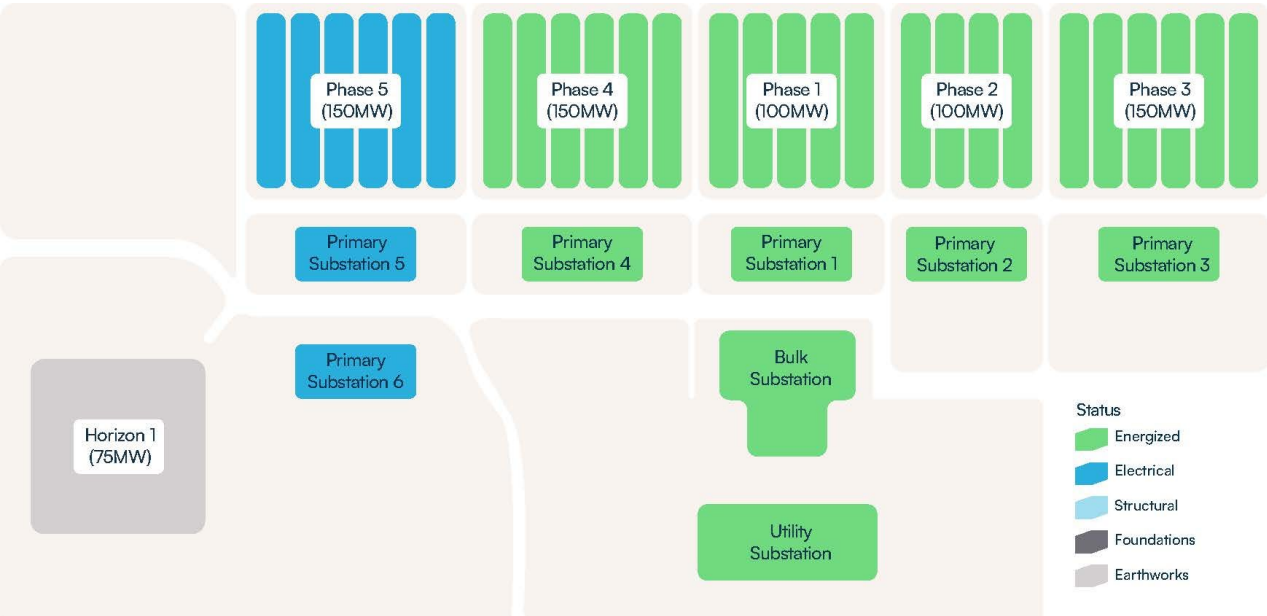 Phase 5
(150MW)
Phase 4
(150MW)
Phase 1
(100MW)
Phase 2
(100MW)
Phase 3
(150MW)
Primary
Substation 5
Primary
Substation 4
Primary
Substation 1
Primary
Substation 2
Primary
Substation 3
Primary
Substation 6
Bulk
Substation
Horizon 1
(75MW)
Utility
Substation
Status
Energized
Electrical
Structural
Foundations
Earthworks